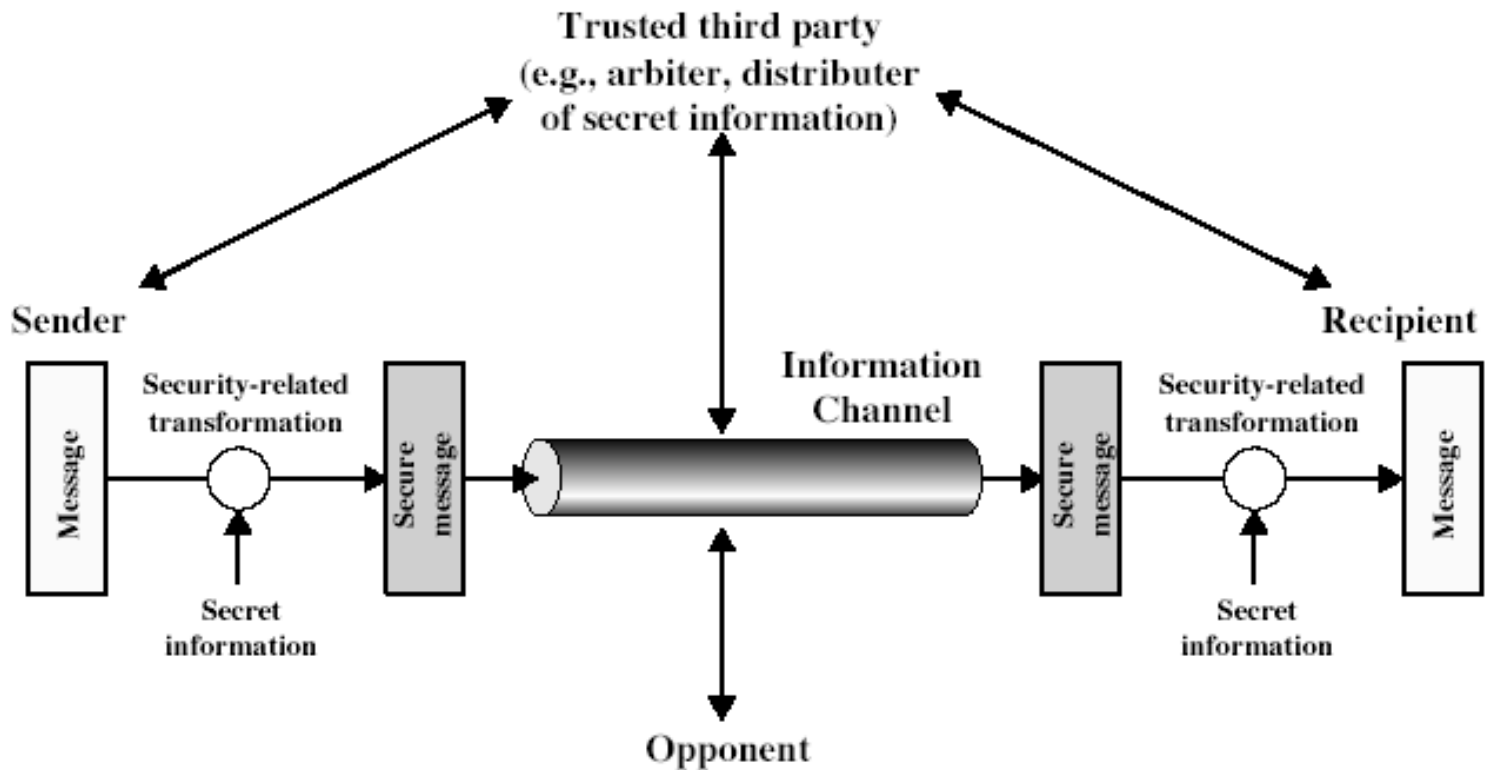 Trusted third party
(e.g., arbiter, distributer
of secret information)
Sender
Recipient
Message
Security-related
transformation
Secret
information
Secure
message
Information
Channel
Secure
message
Security-related
transformation
Secret
information
Message
Opponent